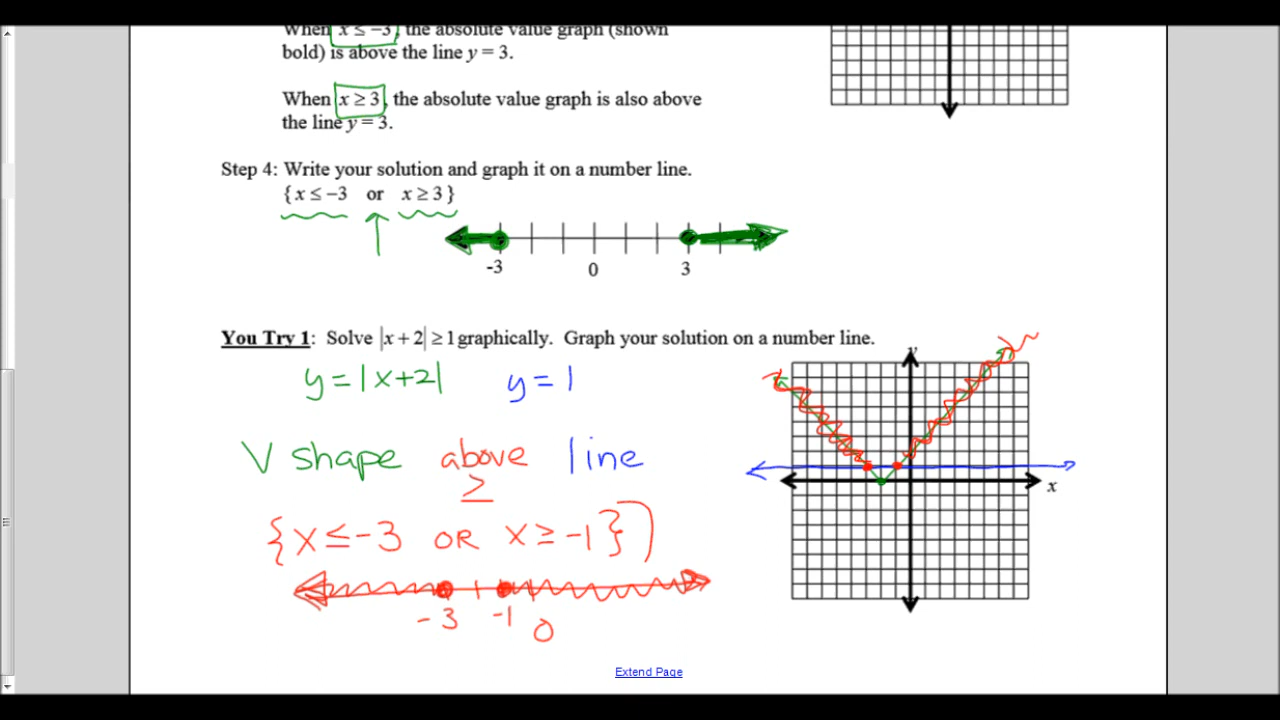 When x ≤ −3, the absolute value graph (shown
bold) is above the line y = 3.
When x ≥ 3, the absolute value graph is also above
the line y = 3.
Step 4: Write your solution and graph it on a number line.
{x ≤ −3 or x ≥ 3}
-3 0 3
You Try 1: Solve |x + 2| ≥ 1 graphically. Graph your solution on a number line.
y = |x+2| y = 1
y
V shape above line
≥
x
{x ≤ -3 OR x ≥ -1}
-3 -1 0
Extend Page